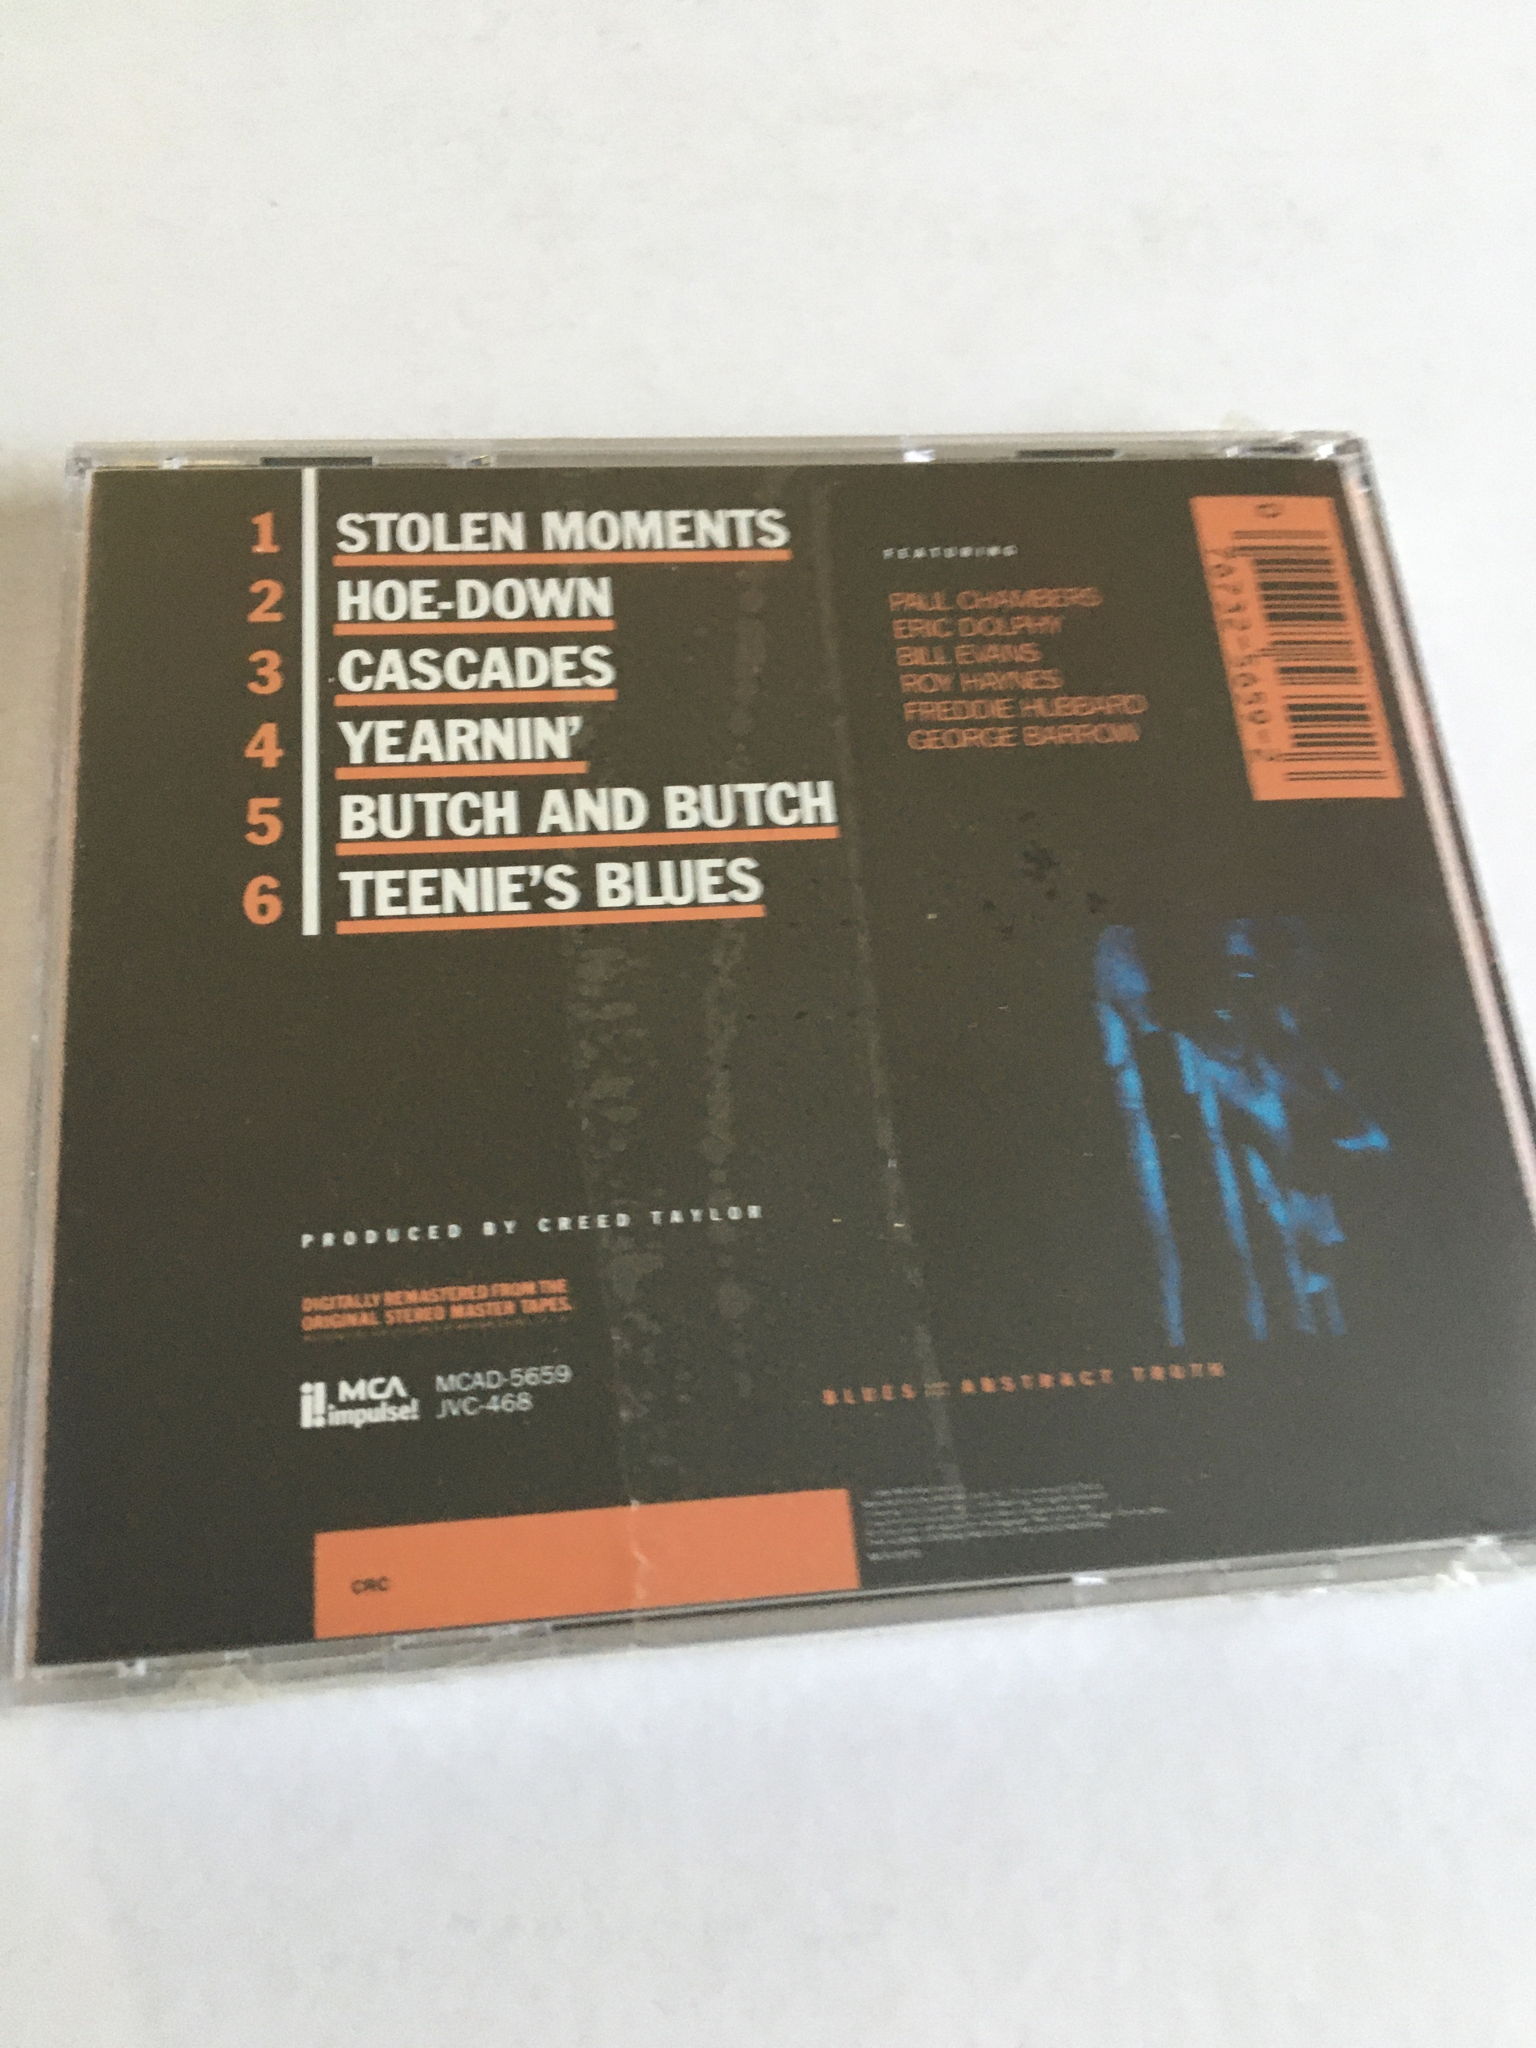 1 STOLEN MOMENTS
2 HOE-DOWN
3 CASCADES
4 YEARNIN'
5 BUTCH AND BUTCH
6 TEENIE'S BLUES
FEATURING
PAUL CHAMBERS
ERIC DOLPHY
BILL EVANS
ROY HAYNES
FREDDIE HUBBARD
GEORGE BARROW
PRODUCED BY CREED TAYLOR
DIGITALLY REMASTERED FROM THE
ORIGINAL STEREO MASTER TAPES.
MCA
impulse!
MCAD-5659
JVC-468
BLUES ABSTRACT TRUTH
CRC